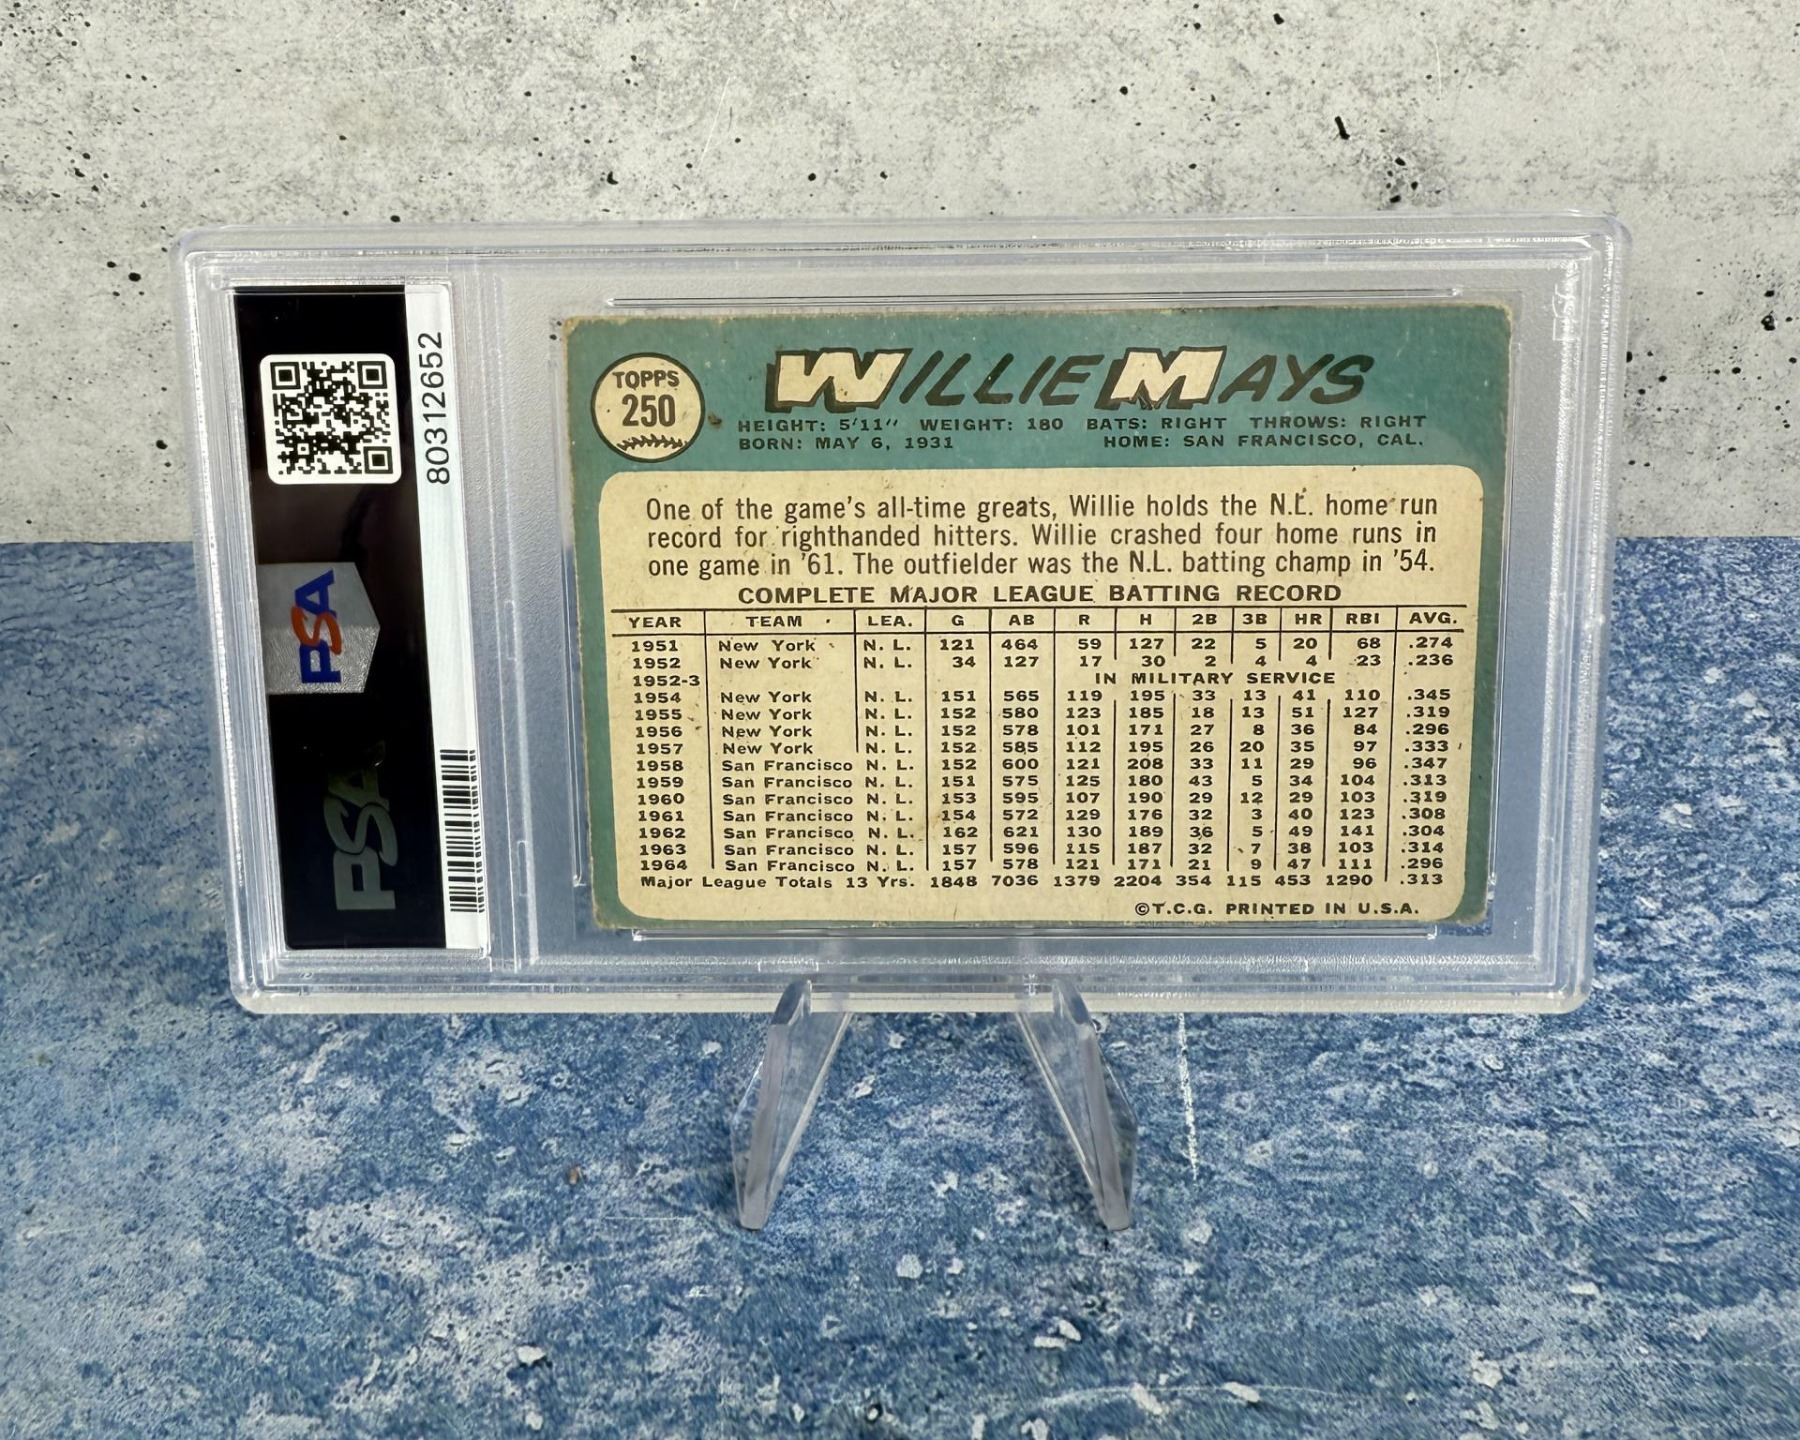 80312652
PSA
PSA
TOPPS
250
WILLIE MAYS
HEIGHT: 5'11" WEIGHT: 180 BATS: RIGHT THROWS: RIGHT
BORN: MAY 6, 1931 HOME: SAN FRANCISCO, CAL.
One of the game's all-time greats, Willie holds the N.L. home run
record for righthanded hitters. Willie crashed four home runs in
one game in '61. The outfielder was the N.L. batting champ in '54.
COMPLETE MAJOR LEAGUE BATTING RECORD
YEAR TEAM LEA. G AB R H 2B 3B HR RBI AVG.
1951 New York N. L. 121 464 59 127 22 5 20 68 .274
1952 New York N. L. 34 127 17 30 2 4 4 23 .236
1952-3 IN MILITARY SERVICE
1954 New York N. L. 151 565 119 195 33 13 41 110 .345
1955 New York N. L. 152 580 123 185 18 13 51 127 .319
1956 New York N. L. 152 578 101 171 27 8 36 84 .296
1957 New York N. L. 152 585 112 195 26 20 35 97 .333
1958 San Francisco N. L. 152 600 121 208 33 11 29 96 .347
1959 San Francisco N. L. 151 575 125 180 43 5 34 104 .313
1960 San Francisco N. L. 153 595 107 190 29 12 29 103 .319
1961 San Francisco N. L. 154 572 129 176 32 3 40 123 .308
1962 San Francisco N. L. 162 621 130 189 36 5 49 141 .304
1963 San Francisco N. L. 157 596 115 187 32 7 38 103 .314
1964 San Francisco N. L. 157 578 121 171 21 9 47 111 .296
Major League Totals 13 Yrs. 1848 7036 1379 2204 354 115 453 1290 .313
©T.C.G. PRINTED IN U.S.A.